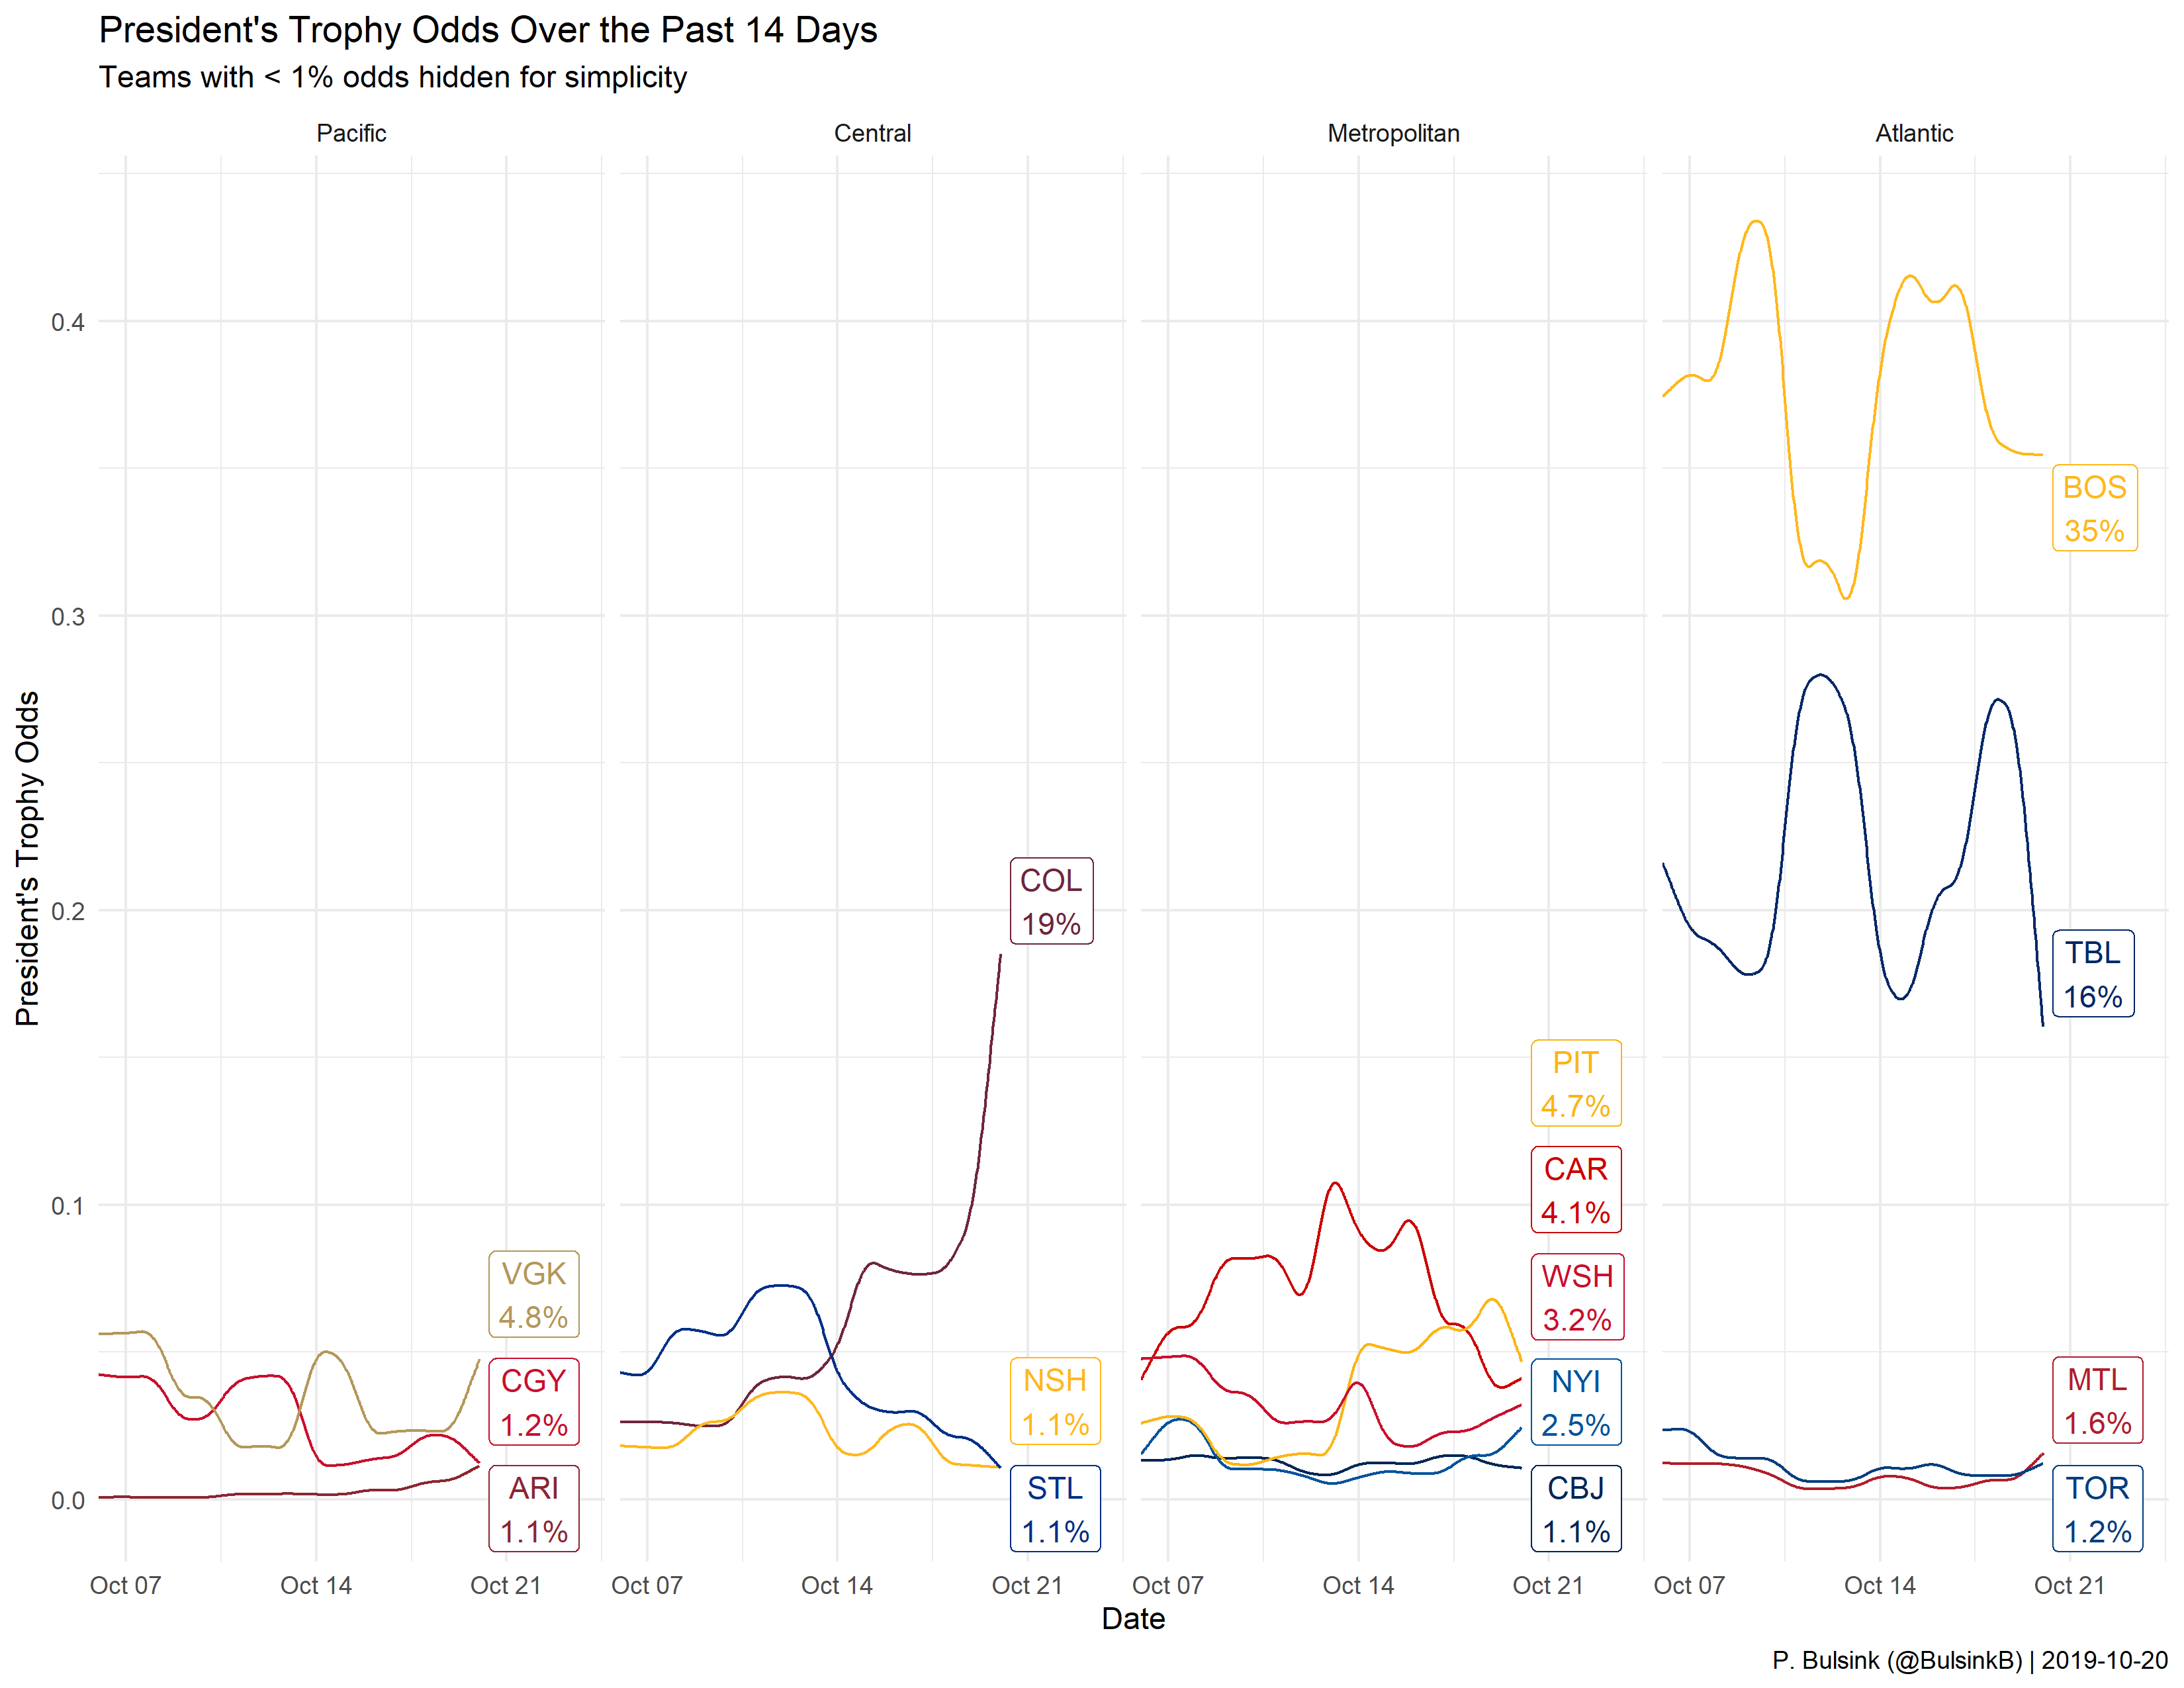 President's Trophy Odds Over the Past 14 Days
Teams with < 1% odds hidden for simplicity
Pacific
Central
Metropolitan
Atlantic
President's Trophy Odds
0.4
0.3
0.2
0.1
0.0
VGK
4.8%
CGY
1.2%
ARI
1.1%
COL
19%
NSH
1.1%
STL
1.1%
PIT
4.7%
CAR
4.1%
WSH
3.2%
NYI
2.5%
CBJ
1.1%
BOS
35%
TBL
16%
MTL
1.6%
TOR
1.2%
Oct 07
Oct 14
Oct 21
Oct 07
Oct 14
Oct 21
Oct 07
Oct 14
Oct 21
Oct 07
Oct 14
Oct 21
Date
P. Bulsink (@BulsinkB) | 2019-10-20